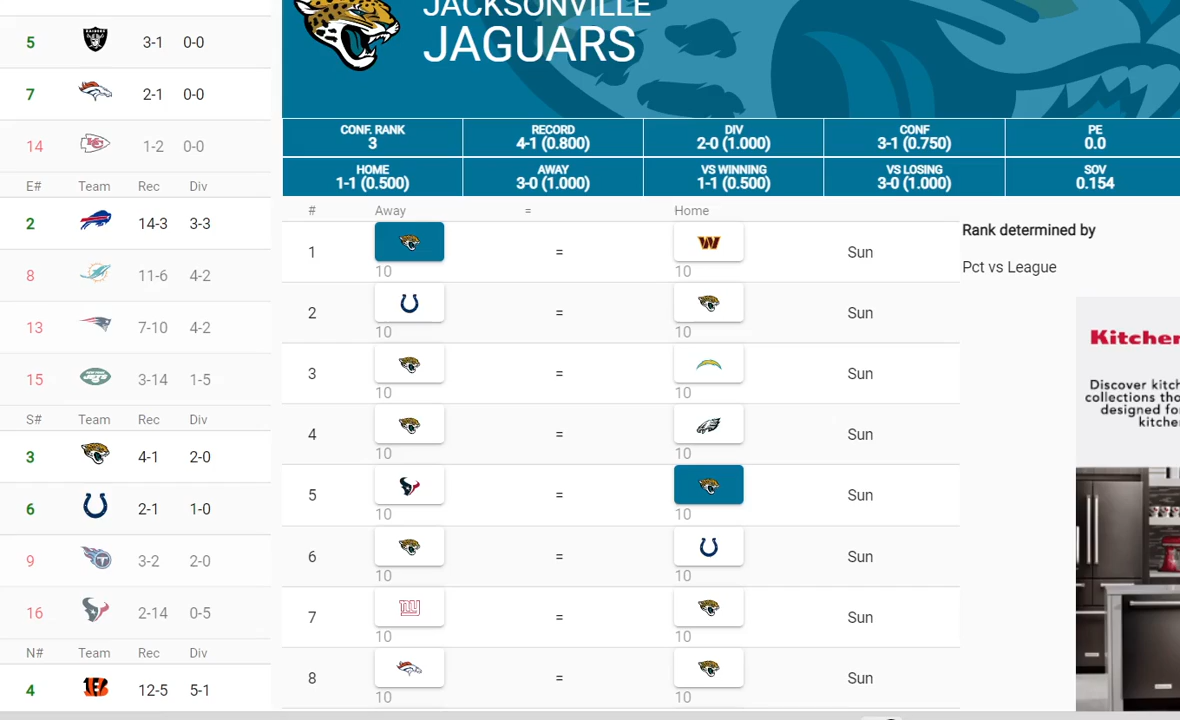 JACKSONVILLE
JAGUARS
5 RAIDERS 3-1 0-0
7 2-1 0-0
14 KC 1-2 0-0
E# Team Rec Div
2 14-3 3-3
8 11-6 4-2
13 7-10 4-2
15 JETS 3-14 1-5
S# Team Rec Div
3 4-1 2-0
6 2-1 1-0
9 T 3-2 2-0
16 2-14 0-5
N# Team Rec Div
4 B 12-5 5-1
CONF. RANK RECORD DIV CONF PE
3 4-1 (0.800) 2-0 (1.000) 3-1 (0.750) 0.0
HOME AWAY VS WINNING VS LOSING SOV
1-1 (0.500) 3-0 (1.000) 1-1 (0.500) 3-0 (1.000) 0.154
# Away = Home
1 = W Sun
10 10
2 = Sun
10 10
3 = Sun
10 10
4 = Sun
10 10
5 = Sun
10 10
6 = Sun
10 10
7 NY = Sun
10 10
8 = Sun
10 10
Rank determined by
Pct vs League